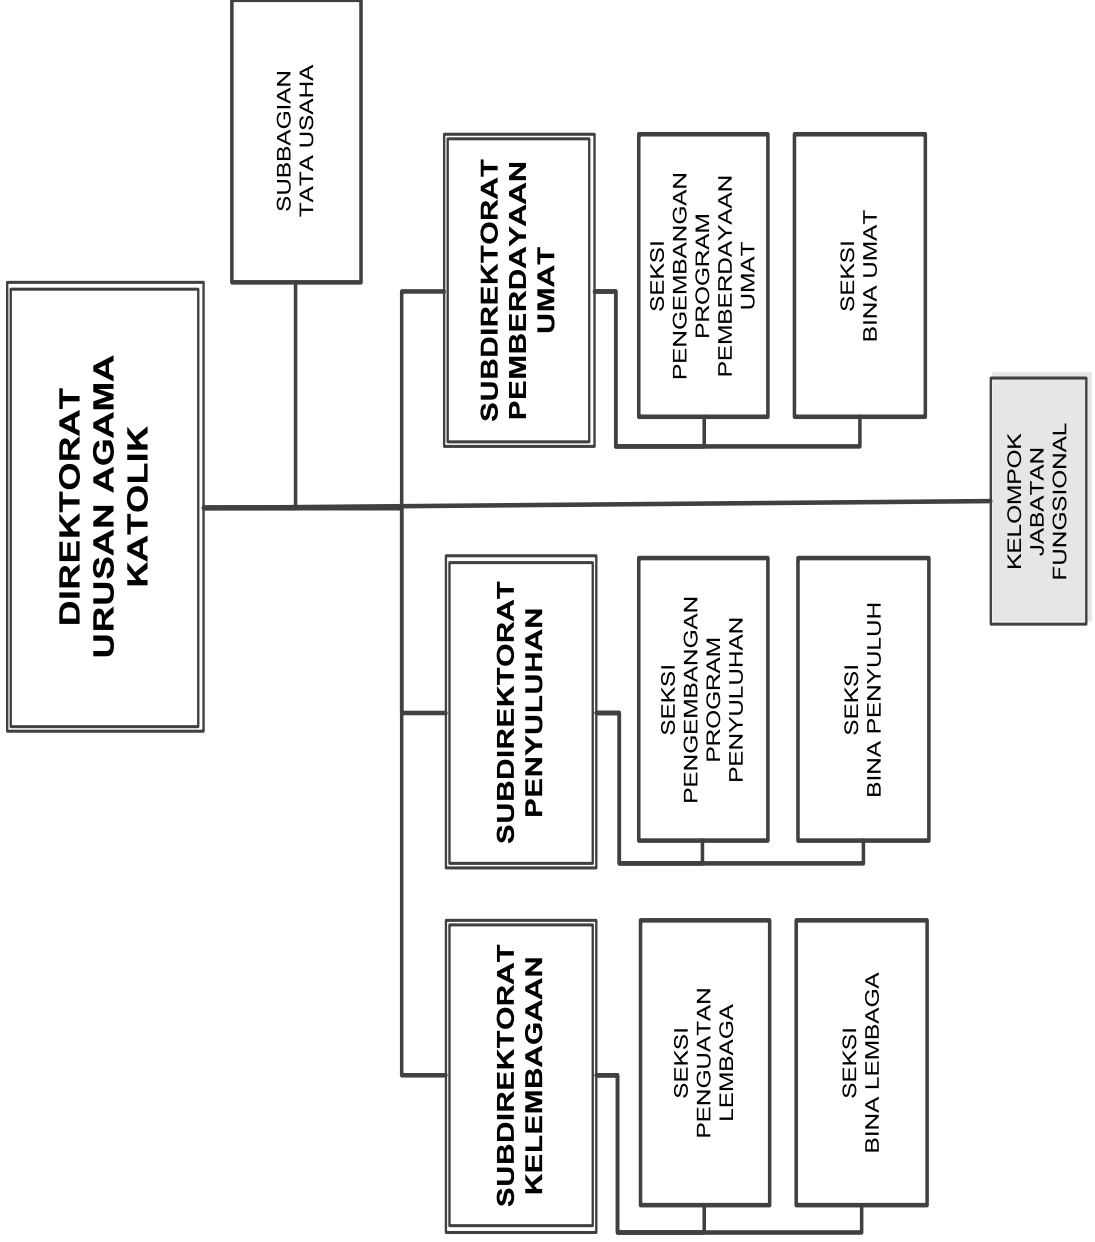 DIREKTORAT
URUSAN AGAMA
KATOLIK
SUBBAGIAN
TATA USAHA
SUBDIREKTORAT
KELEMBAGAAN
SUBDIREKTORAT
PENYULUHAN
SUBDIREKTORAT
PEMBERDAYAAN
UMAT
SEKSI
PENGUATAN
LEMBAGA
SEKSI
PENGEMBANGAN
PROGRAM
PENYULUHAN
SEKSI
PENGEMBANGAN
PROGRAM
PEMBERDAYAAN
UMAT
SEKSI
BINA LEMBAGA
SEKSI
BINA PENYULUH
SEKSI
BINA UMAT
KELOMPOK
JABATAN
FUNGSIONAL